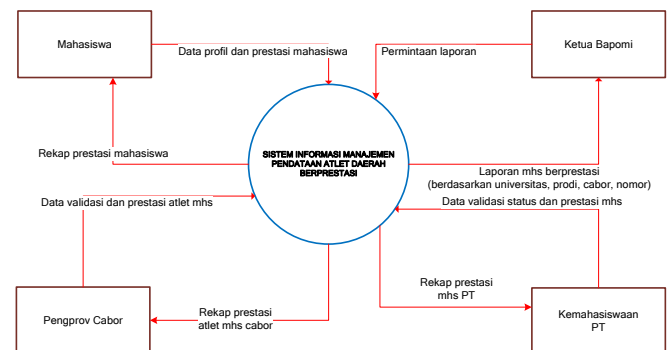 Mahasiswa
Data profil dan prestasi mahasiswa
Permintaan laporan
Ketua Bapomi
Rekap prestasi mahasiswa
SISTEM INFORMASI MANAJEMEN
PENDATAAN ATLET DAERAH
BERPRESTASI
Laporan mhs berprestasi
(berdasarkan universitas, prodi, cabor, nomor)
Data validasi dan prestasi atlet mhs
Data validasi status dan prestasi mhs
Pengprov Cabor
Rekap prestasi
atlet mhs cabor
Rekap prestasi
mhs PT
Kemahasiswaan
PT